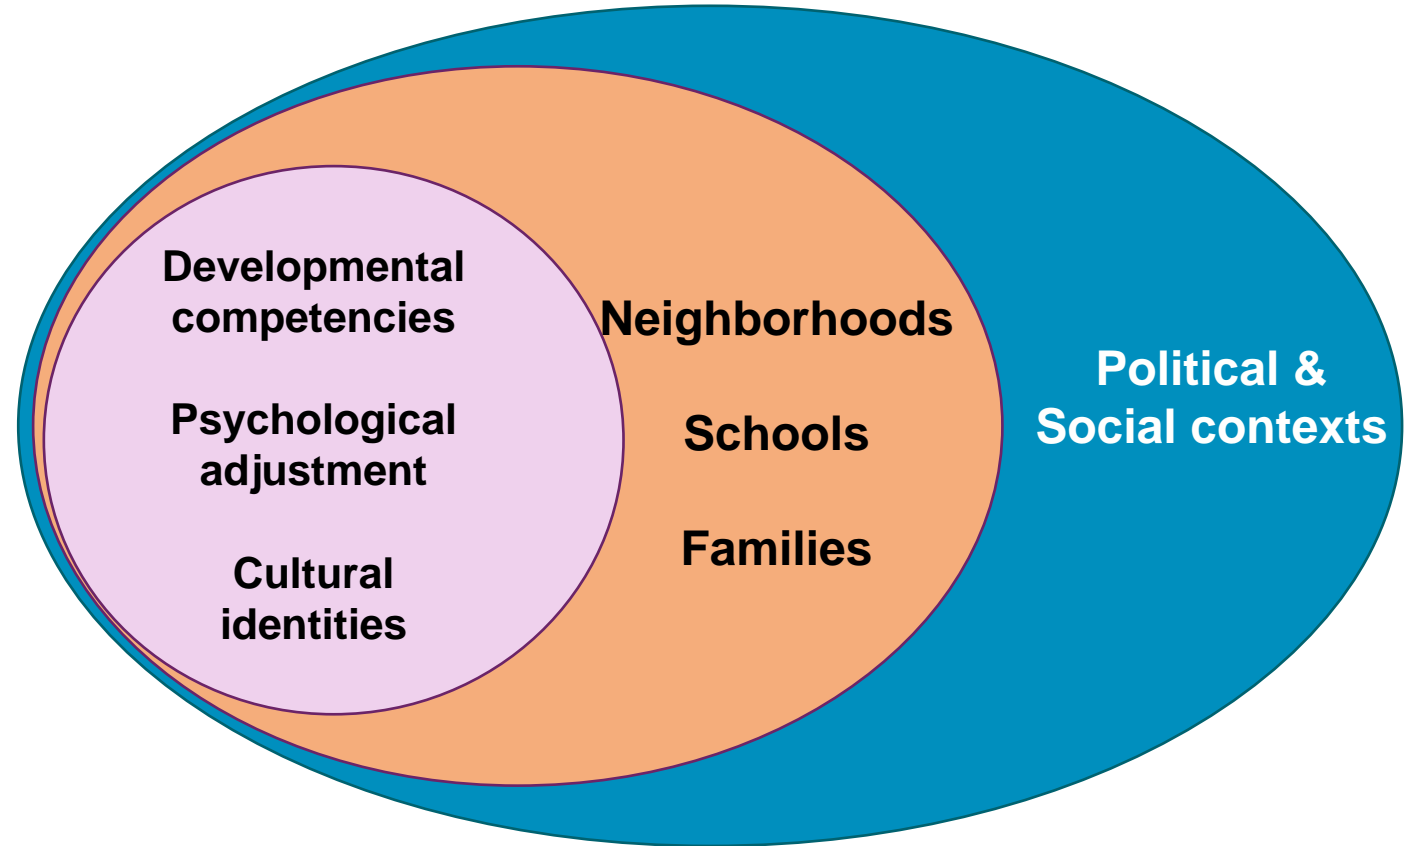 Developmental
competencies
Psychological
adjustment
Cultural
identities
Neighborhoods
Schools
Families
Political &
Social contexts